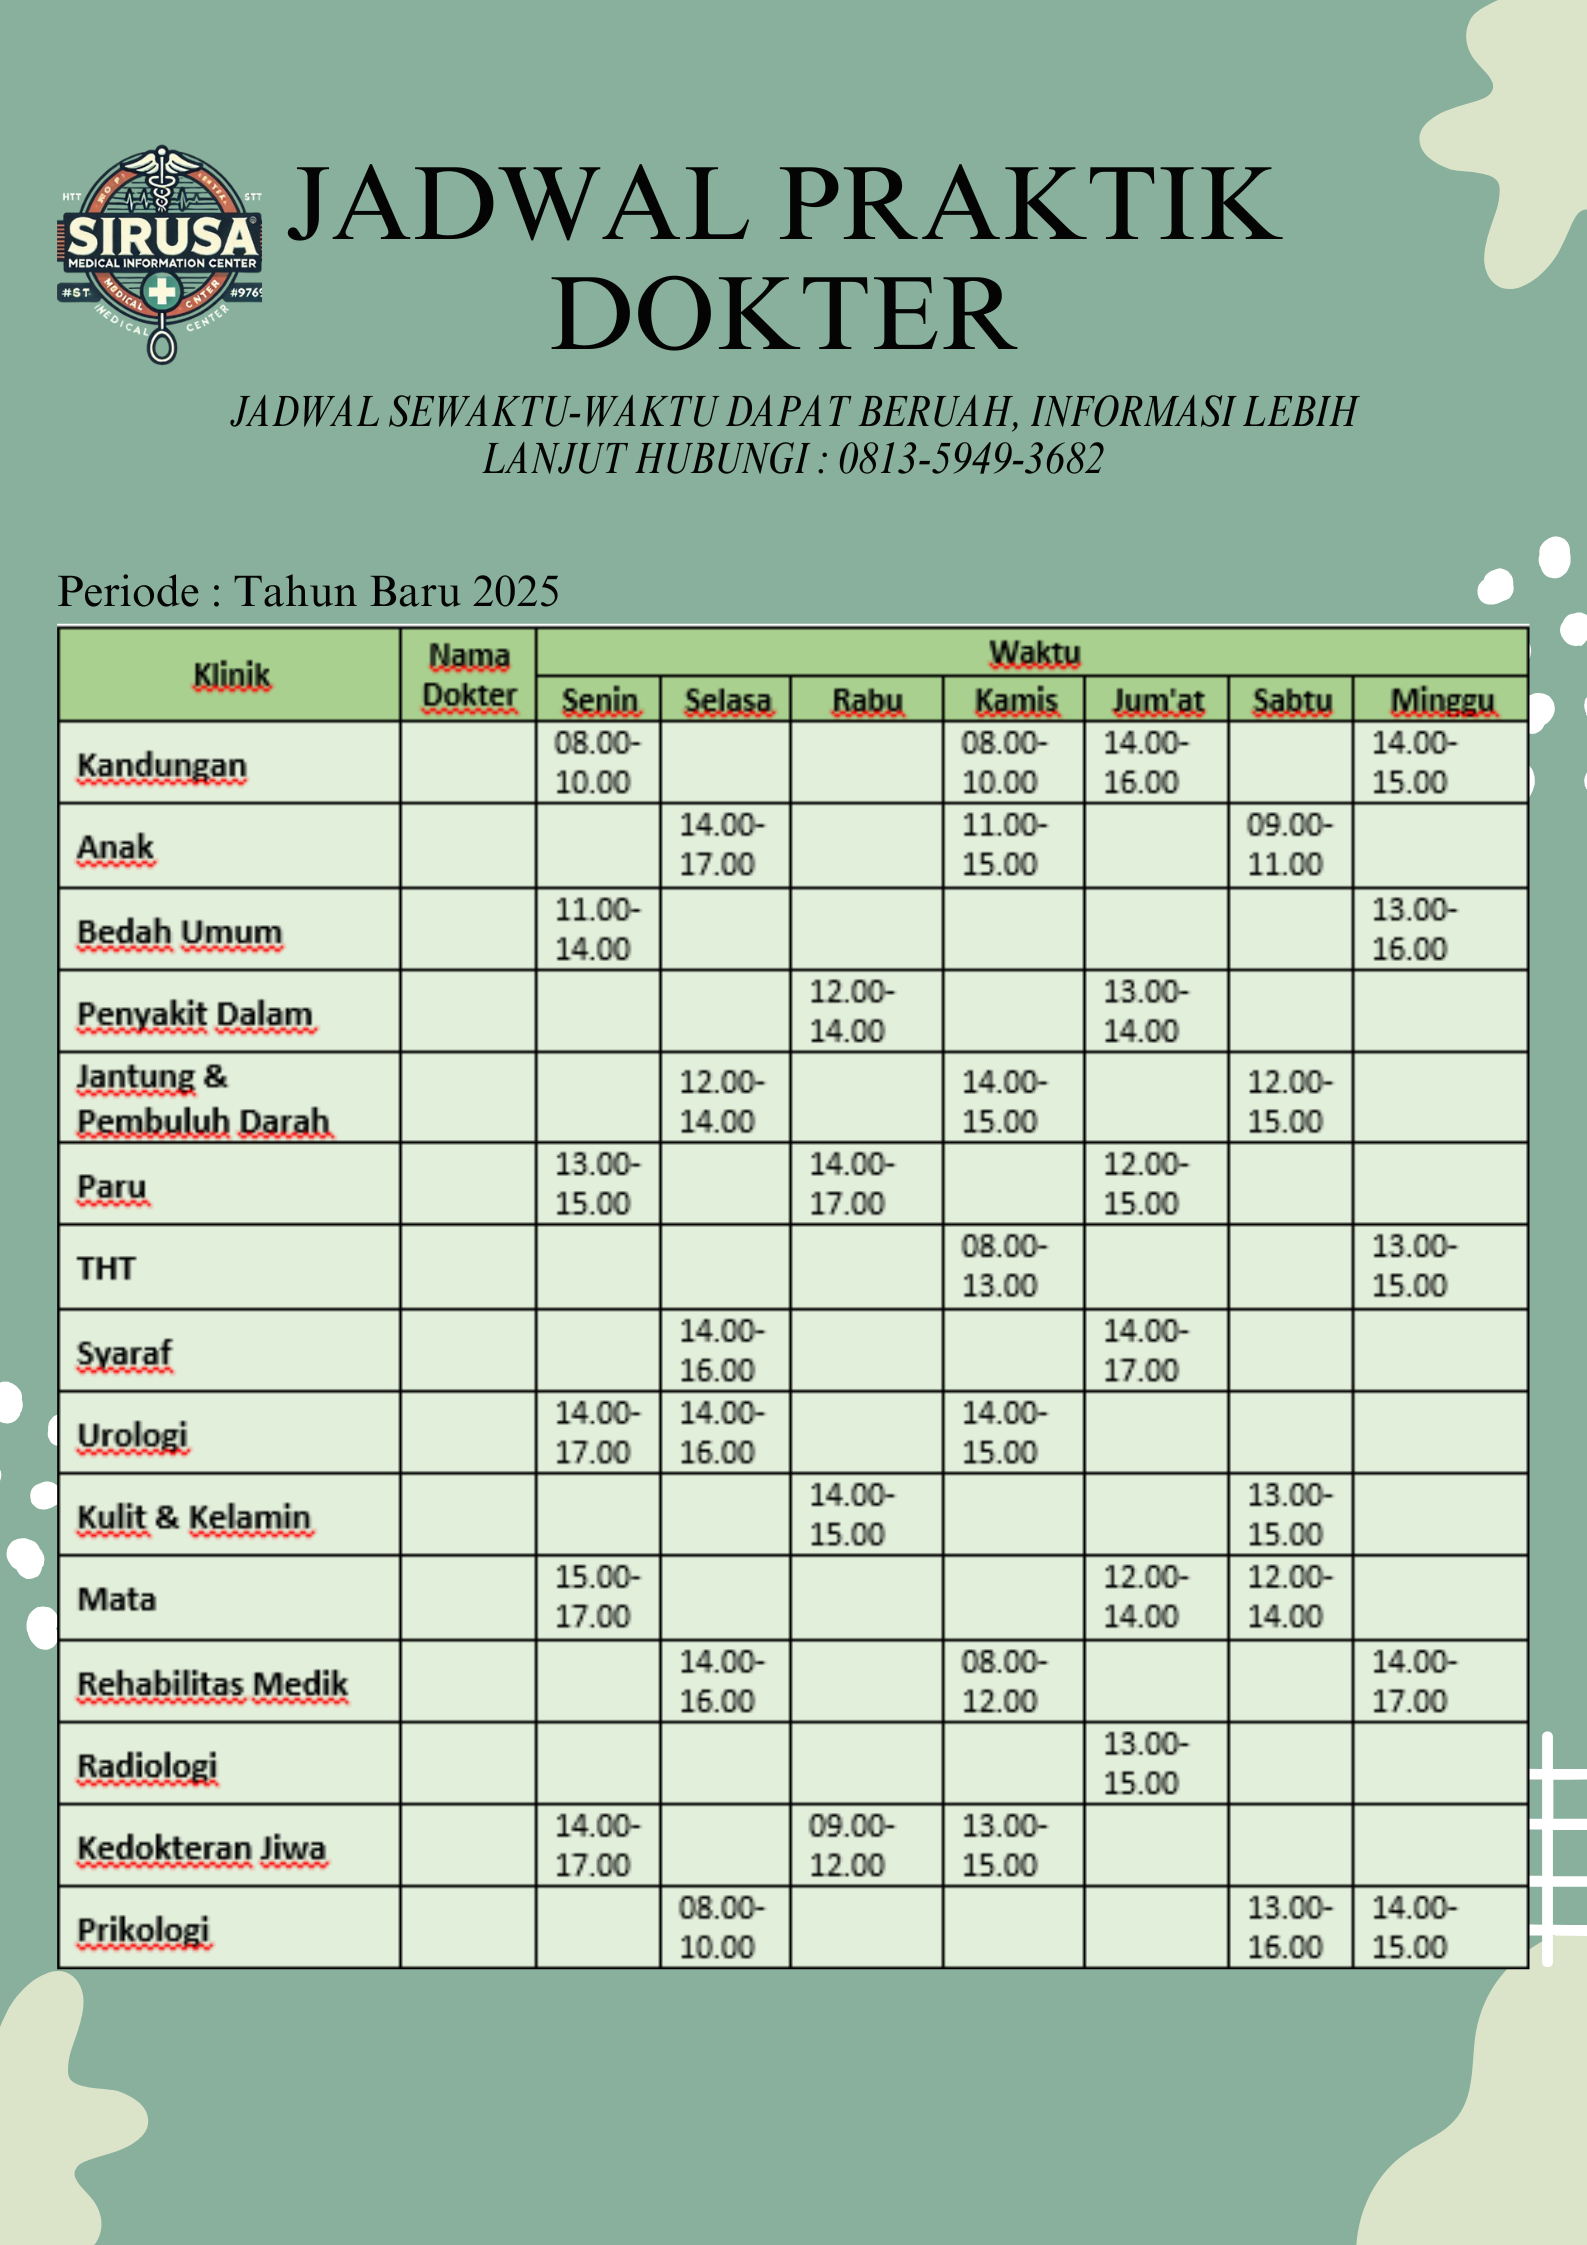 HTT
STT
SIRUSA
MEDICAL INFORMATION CENTER
#ST
#976
MEDICAL
CNTER
MEDICAL CENTER
JADWAL PRAKTIK
DOKTER
JADWAL SEWAKTU-WAKTU DAPAT BERUAH, INFORMASI LEBIH
LANJUT HUBUNGI : 0813-5949-3682
Periode : Tahun Baru 2025
Klinik Nama Dokter Waktu
Senin Selasa Rabu Kamis Jum'at Sabtu Minggu
Kandungan 08.00-10.00 08.00-10.00 14.00-16.00 14.00-15.00
Anak 14.00-17.00 11.00-15.00 09.00-11.00
Bedah Umum 11.00-14.00 13.00-16.00
Penyakit Dalam 12.00-14.00 13.00-14.00
Jantung & Pembuluh Darah 12.00-14.00 14.00-15.00 12.00-15.00
Paru 13.00-15.00 14.00-17.00 12.00-15.00
THT 08.00-13.00 13.00-15.00
Syaraf 14.00-16.00 14.00-17.00
Urologi 14.00-17.00 14.00-16.00 14.00-15.00
Kulit & Kelamin 14.00-15.00 13.00-15.00
Mata 15.00-17.00 12.00-14.00 12.00-14.00
Rehabilitas Medik 14.00-16.00 08.00-12.00 14.00-17.00
Radiologi 13.00-15.00
Kedokteran Jiwa 14.00-17.00 09.00-12.00 13.00-15.00
Prikologi 08.00-10.00 13.00-16.00 14.00-15.00